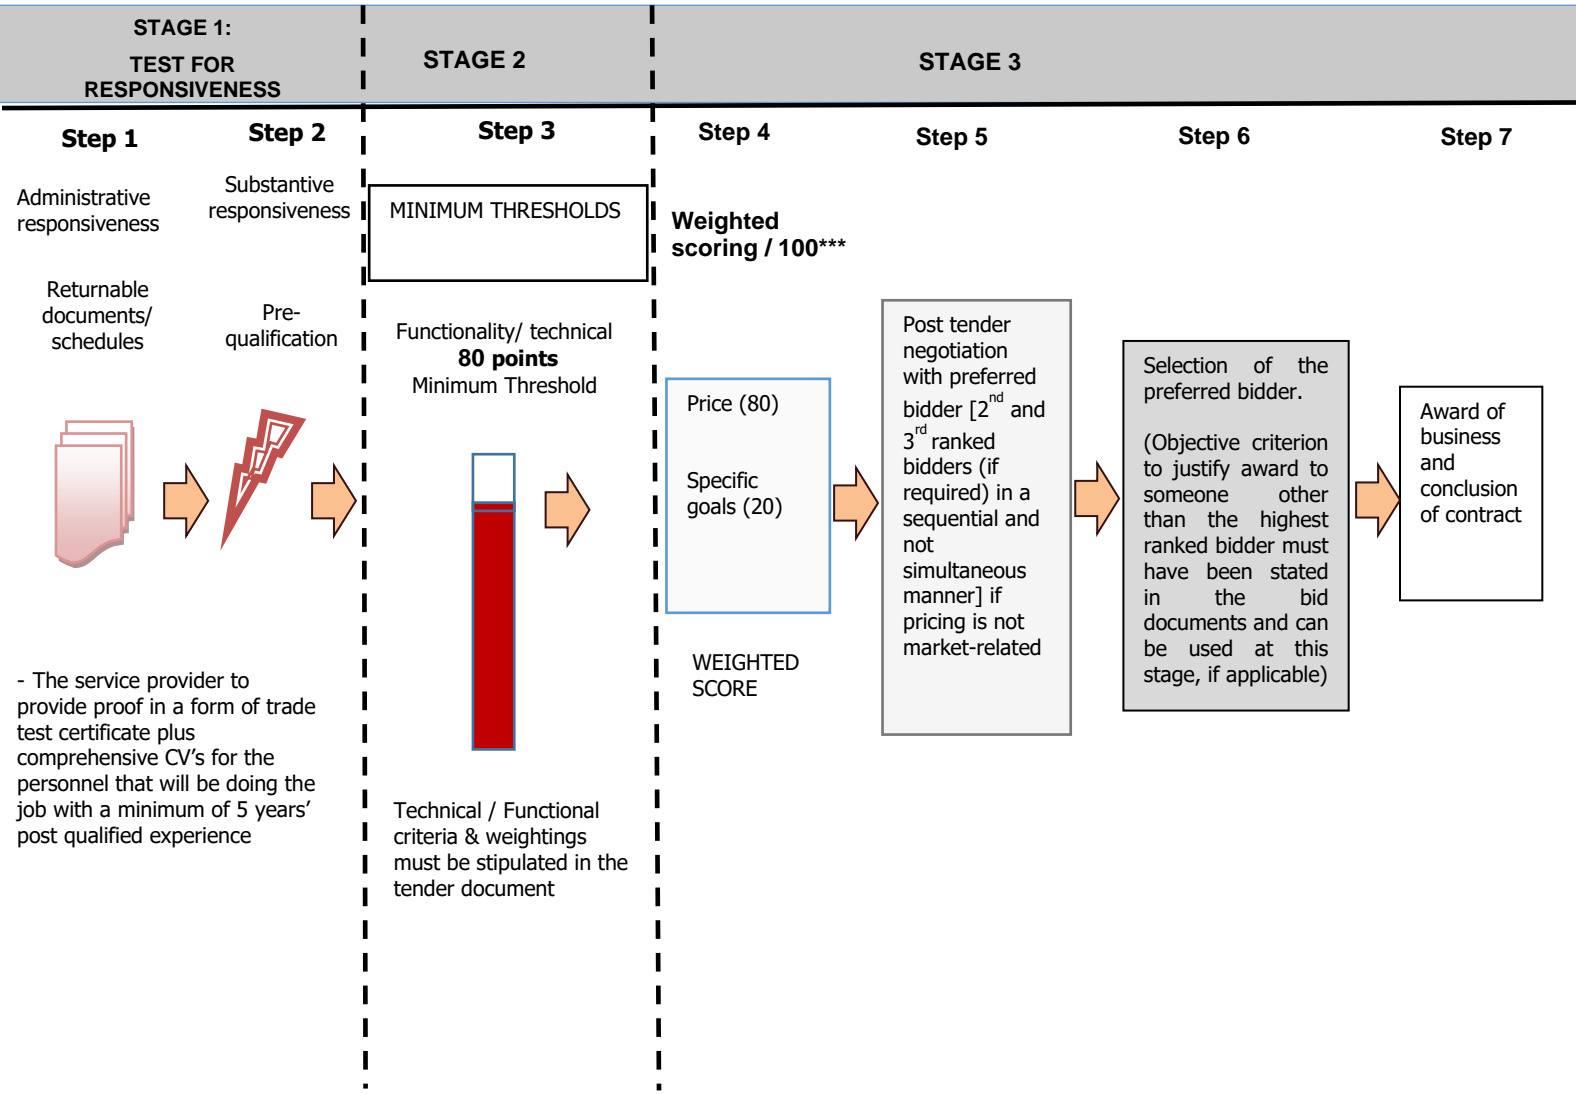 STAGE 1:
TEST FOR
RESPONSIVENESS
STAGE 2
STAGE 3
Step 1
Administrative
responsiveness
Returnable
documents/
schedules
Step 2
Substantive
responsiveness
Pre-
qualification
- The service provider to
provide proof in a form of trade
test certificate plus
comprehensive CV’s for the
personnel that will be doing the
job with a minimum of 5 years’
post qualified experience
Step 3
MINIMUM THRESHOLDS
Functionality/ technical
80 points
Minimum Threshold
Technical / Functional
criteria & weightings
must be stipulated in the
tender document
Step 4
Weighted
scoring / 100***
Price (80)
Specific
goals (20)
WEIGHTED
SCORE
Step 5
Post tender
negotiation
with preferred
bidder [2nd and
3rd ranked
bidders (if
required) in a
sequential and
not
simultaneous
manner] if
pricing is not
market-related
Step 6
Selection of the
preferred bidder.
(Objective criterion
to justify award to
someone other
than the highest
ranked bidder must
have been stated
in the bid
documents and can
be used at this
stage, if applicable)
Step 7
Award of
business
and
conclusion
of contract